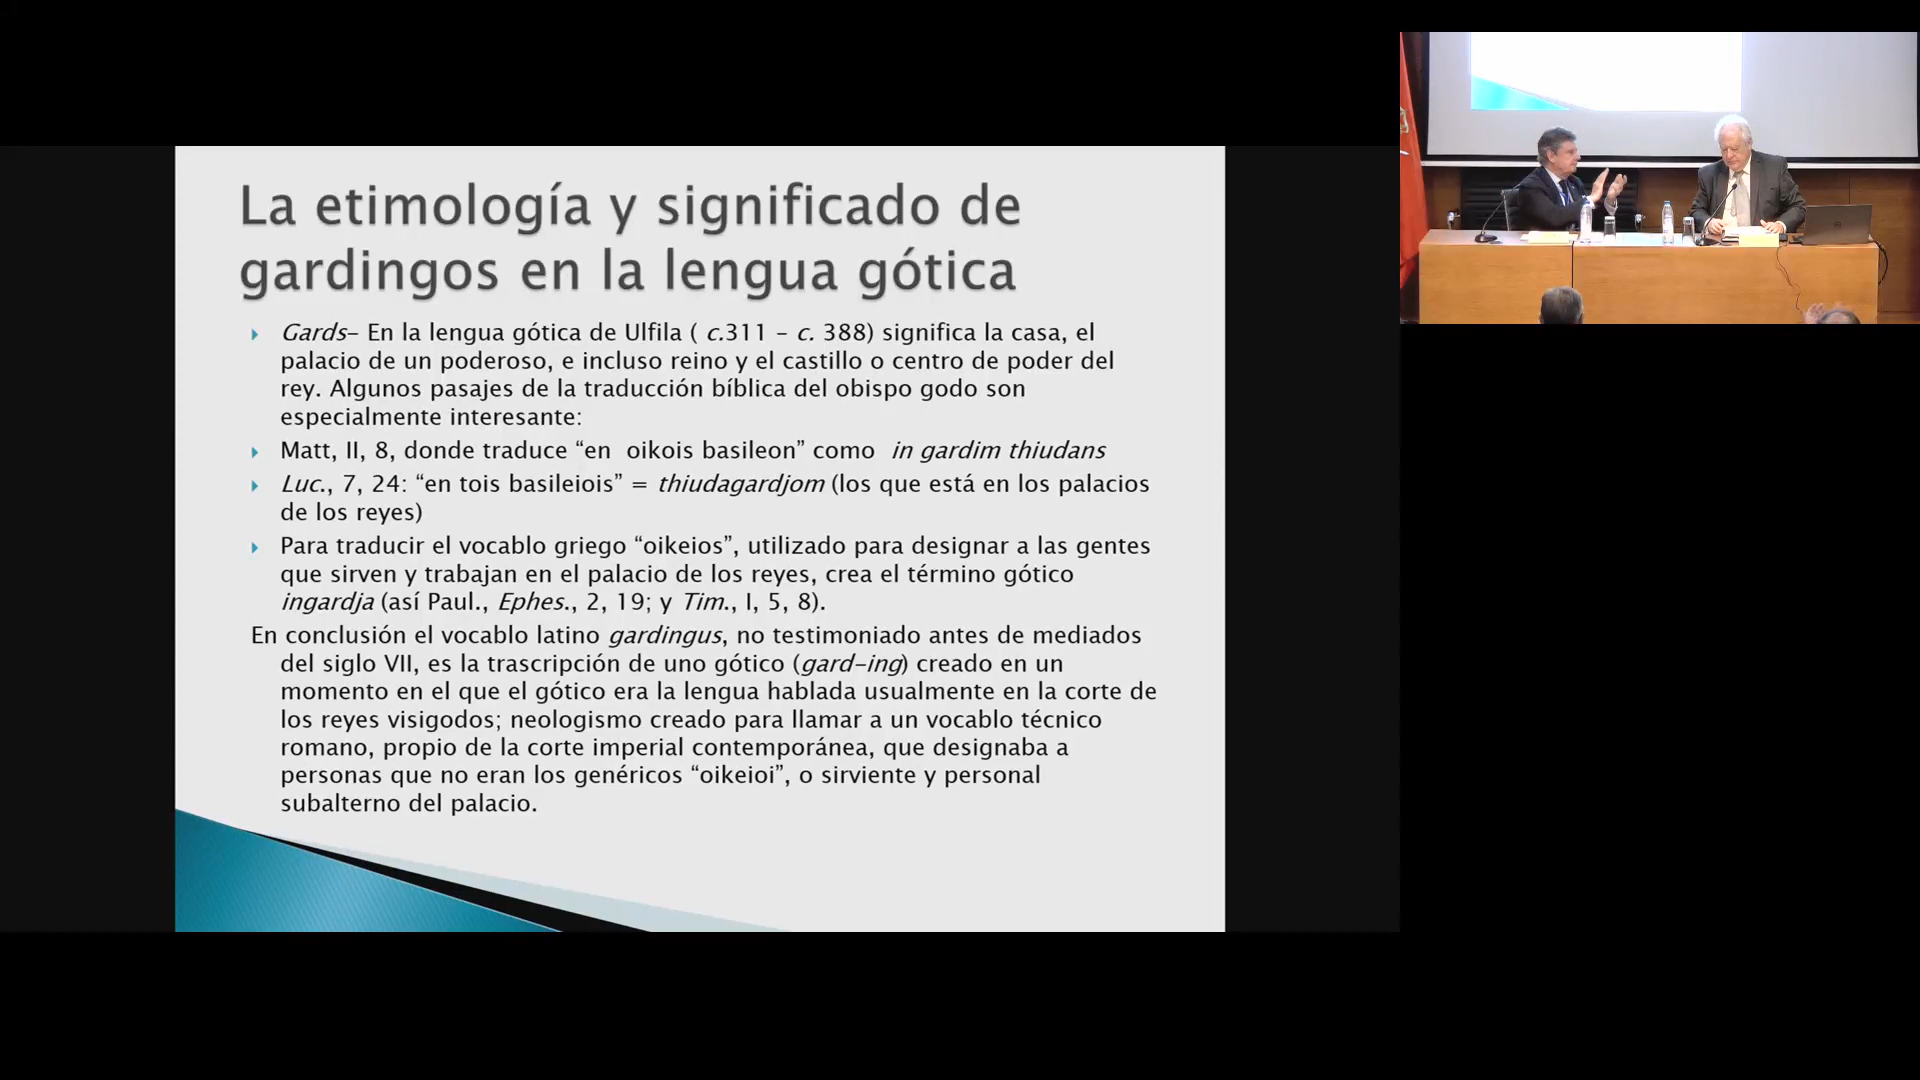 La etimología y significado de
gardingos en la lengua gótica
Gards- En la lengua gótica de Ulfila ( c.311 - c. 388) significa la casa, el
palacio de un poderoso, e incluso reino y el castillo o centro de poder del
rey. Algunos pasajes de la traducción bíblica del obispo godo son
especialmente interesante:
Matt, II, 8, donde traduce “en  oikois basileon” como  in gardim thiudans
Luc., 7, 24: “en tois basileiois” = thiudagardjom (los que está en los palacios
de los reyes)
Para traducir el vocablo griego “oikeios”, utilizado para designar a las gentes
que sirven y trabajan en el palacio de los reyes, crea el término gótico
ingardja (así Paul., Ephes., 2, 19; y Tim., I, 5, 8).
En conclusión el vocablo latino gardingus, no testimoniado antes de mediados
del siglo VII, es la trascripción de uno gótico (gard-ing) creado en un
momento en el que el gótico era la lengua hablada usualmente en la corte de
los reyes visigodos; neologismo creado para llamar a un vocablo técnico
romano, propio de la corte imperial contemporánea, que designaba a
personas que no eran los genéricos “oikeioi”, o sirviente y personal
subalterno del palacio.